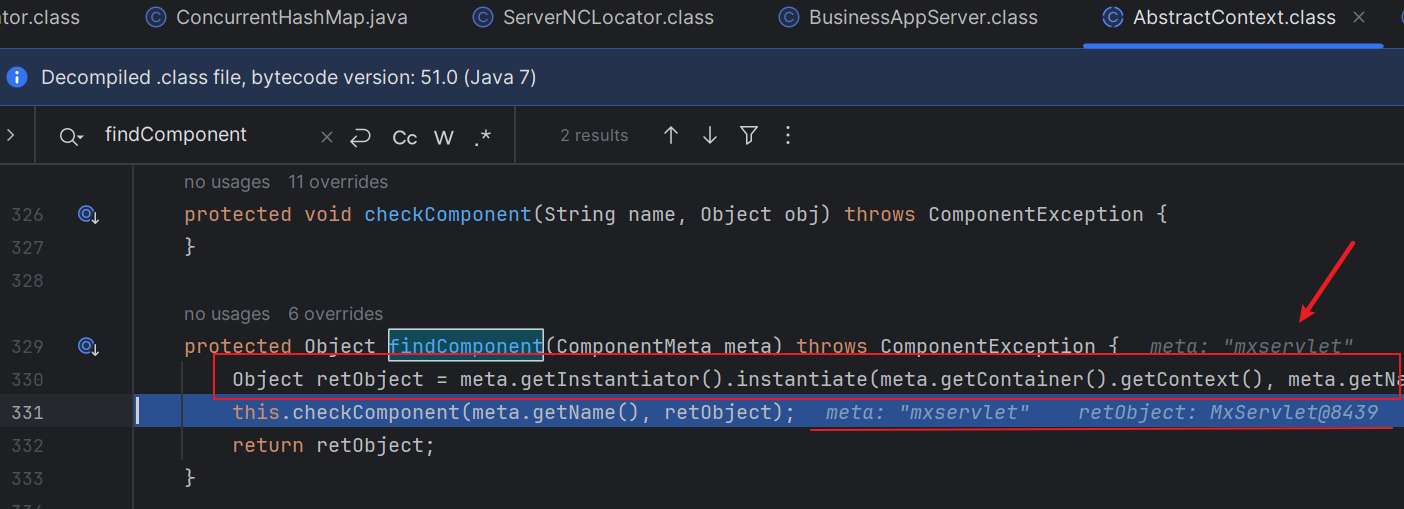 tor.class ConcurrentHashMap.java ServerNCLocator.class BusinessAppServer.class AbstractContext.class
Decompiled .class file, bytecode version: 51.0 (Java 7)
findComponent Cc W .* 2 results
no usages 11 overrides
326 protected void checkComponent(String name, Object obj) throws ComponentException {
327 }
328
no usages 6 overrides
329 protected Object findComponent(ComponentMeta meta) throws ComponentException { meta: "mxservlet"
330 Object retObject = meta.getInstantiator().instantiate(meta.getContainer().getContext(), meta.getNa
331 this.checkComponent(meta.getName(), retObject); meta: "mxservlet" retObject: MxServlet@8439
332 return retObject;
333 }